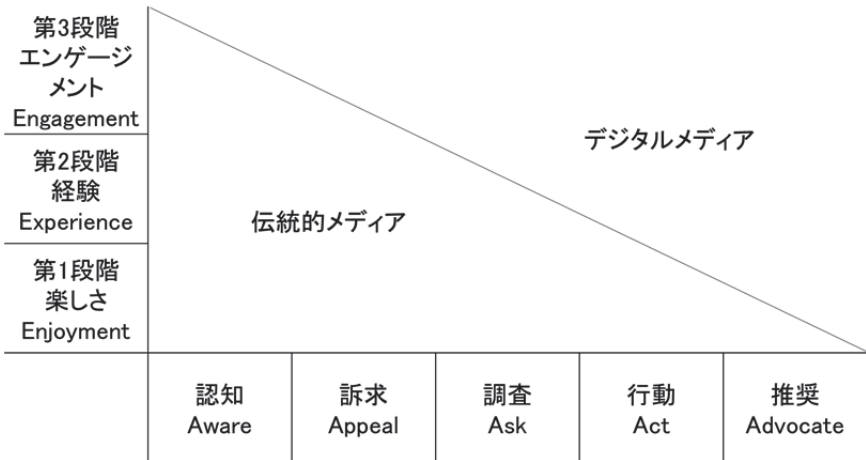 第3段階
エンゲージ
メント
Engagement
デジタルメディア
第2段階
経験
Experience
伝統的メディア
第1段階
楽しさ
Enjoyment
認知
Aware
訴求
Appeal
調査
Ask
行動
Act
推奨
Advocate